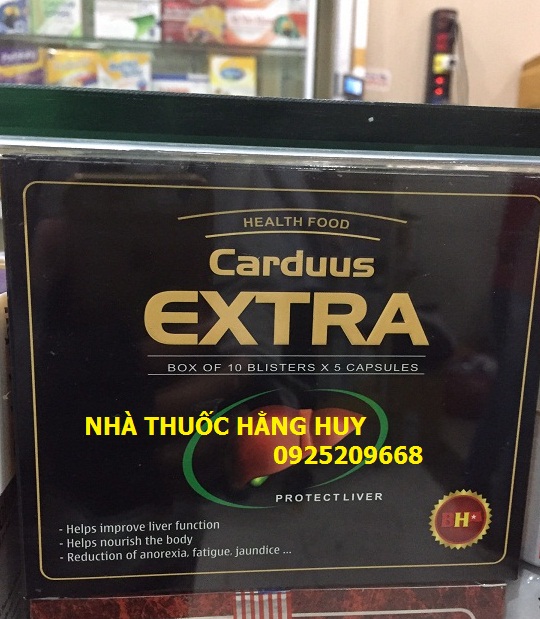 HEALTH FOOD
Carduus
EXTRA
BOX OF 10 BLISTERS X 5 CAPSULES
NHÀ THUỐC HẰNG HUY
0925209668
PROTECT LIVER
BH
- Helps improve liver function
- Helps nourish the body
- Reduction of anorexia. fatigue. jaundice ...